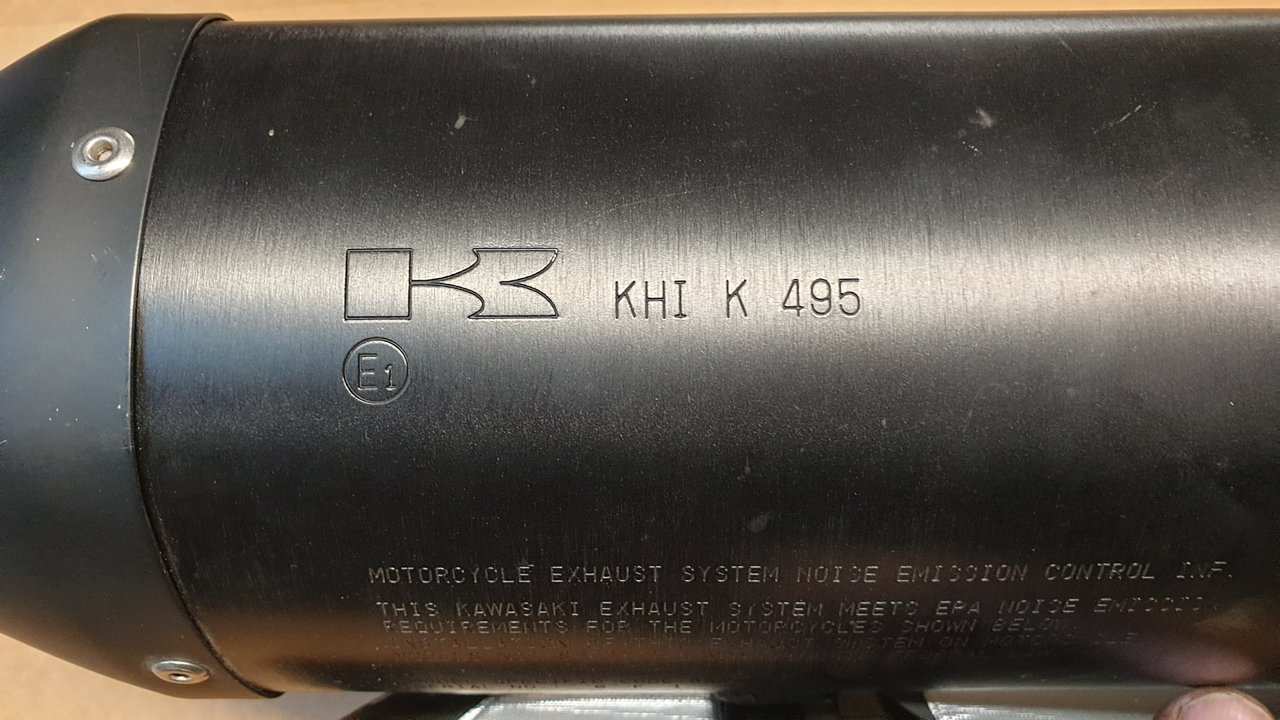 KHI K 495
E1
MOTORCYCLE EXHAUST SYSTEM NOISE EMISSION CONTROL INF.
THIS KAWASAKI EXHAUST SYSTEM MEETS EPA NOISE EMISSION
REQUIREMENTS FOR THE MOTORCYCLES SHOWN BELOW.